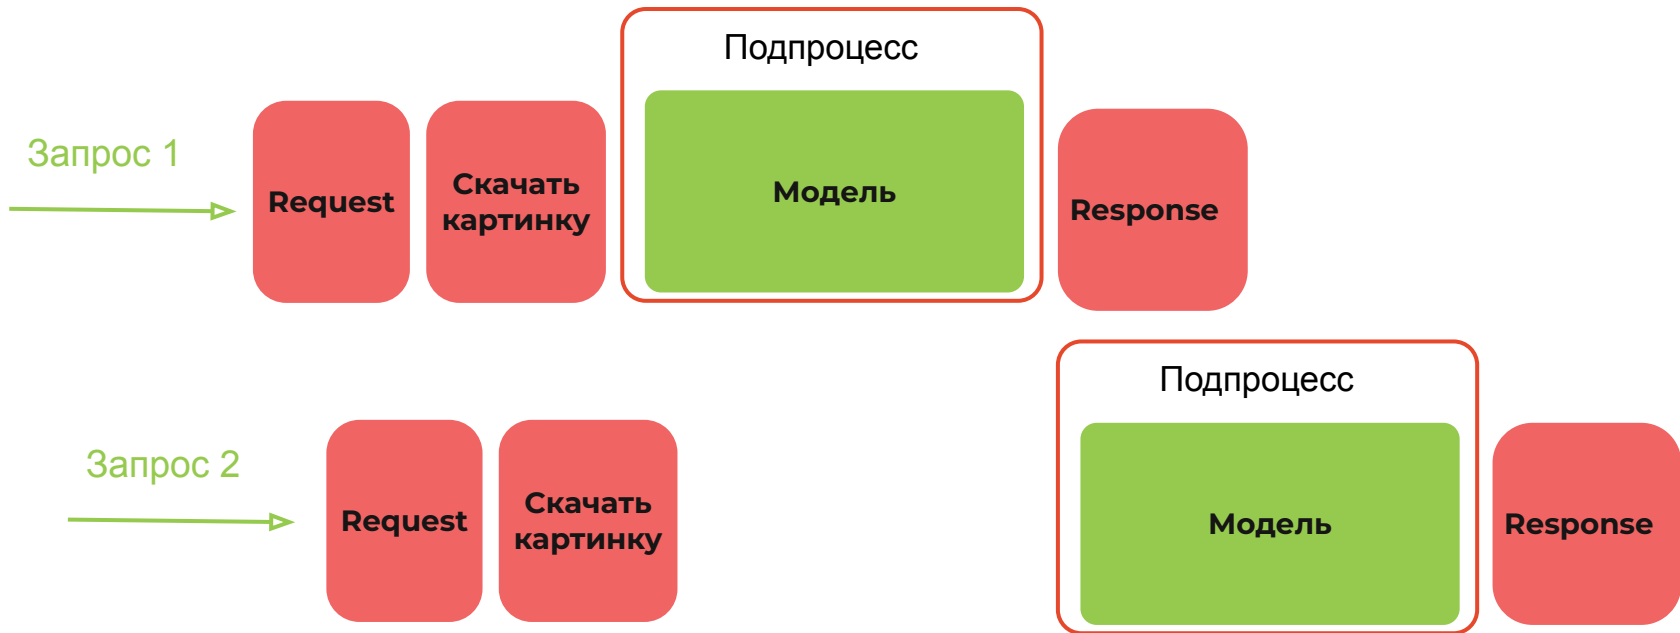 Подпроцесс
Запрос 1
Request
Скачать
картинку
Модель
Response
Подпроцесс
Запрос 2
Request
Скачать
картинку
Модель
Response